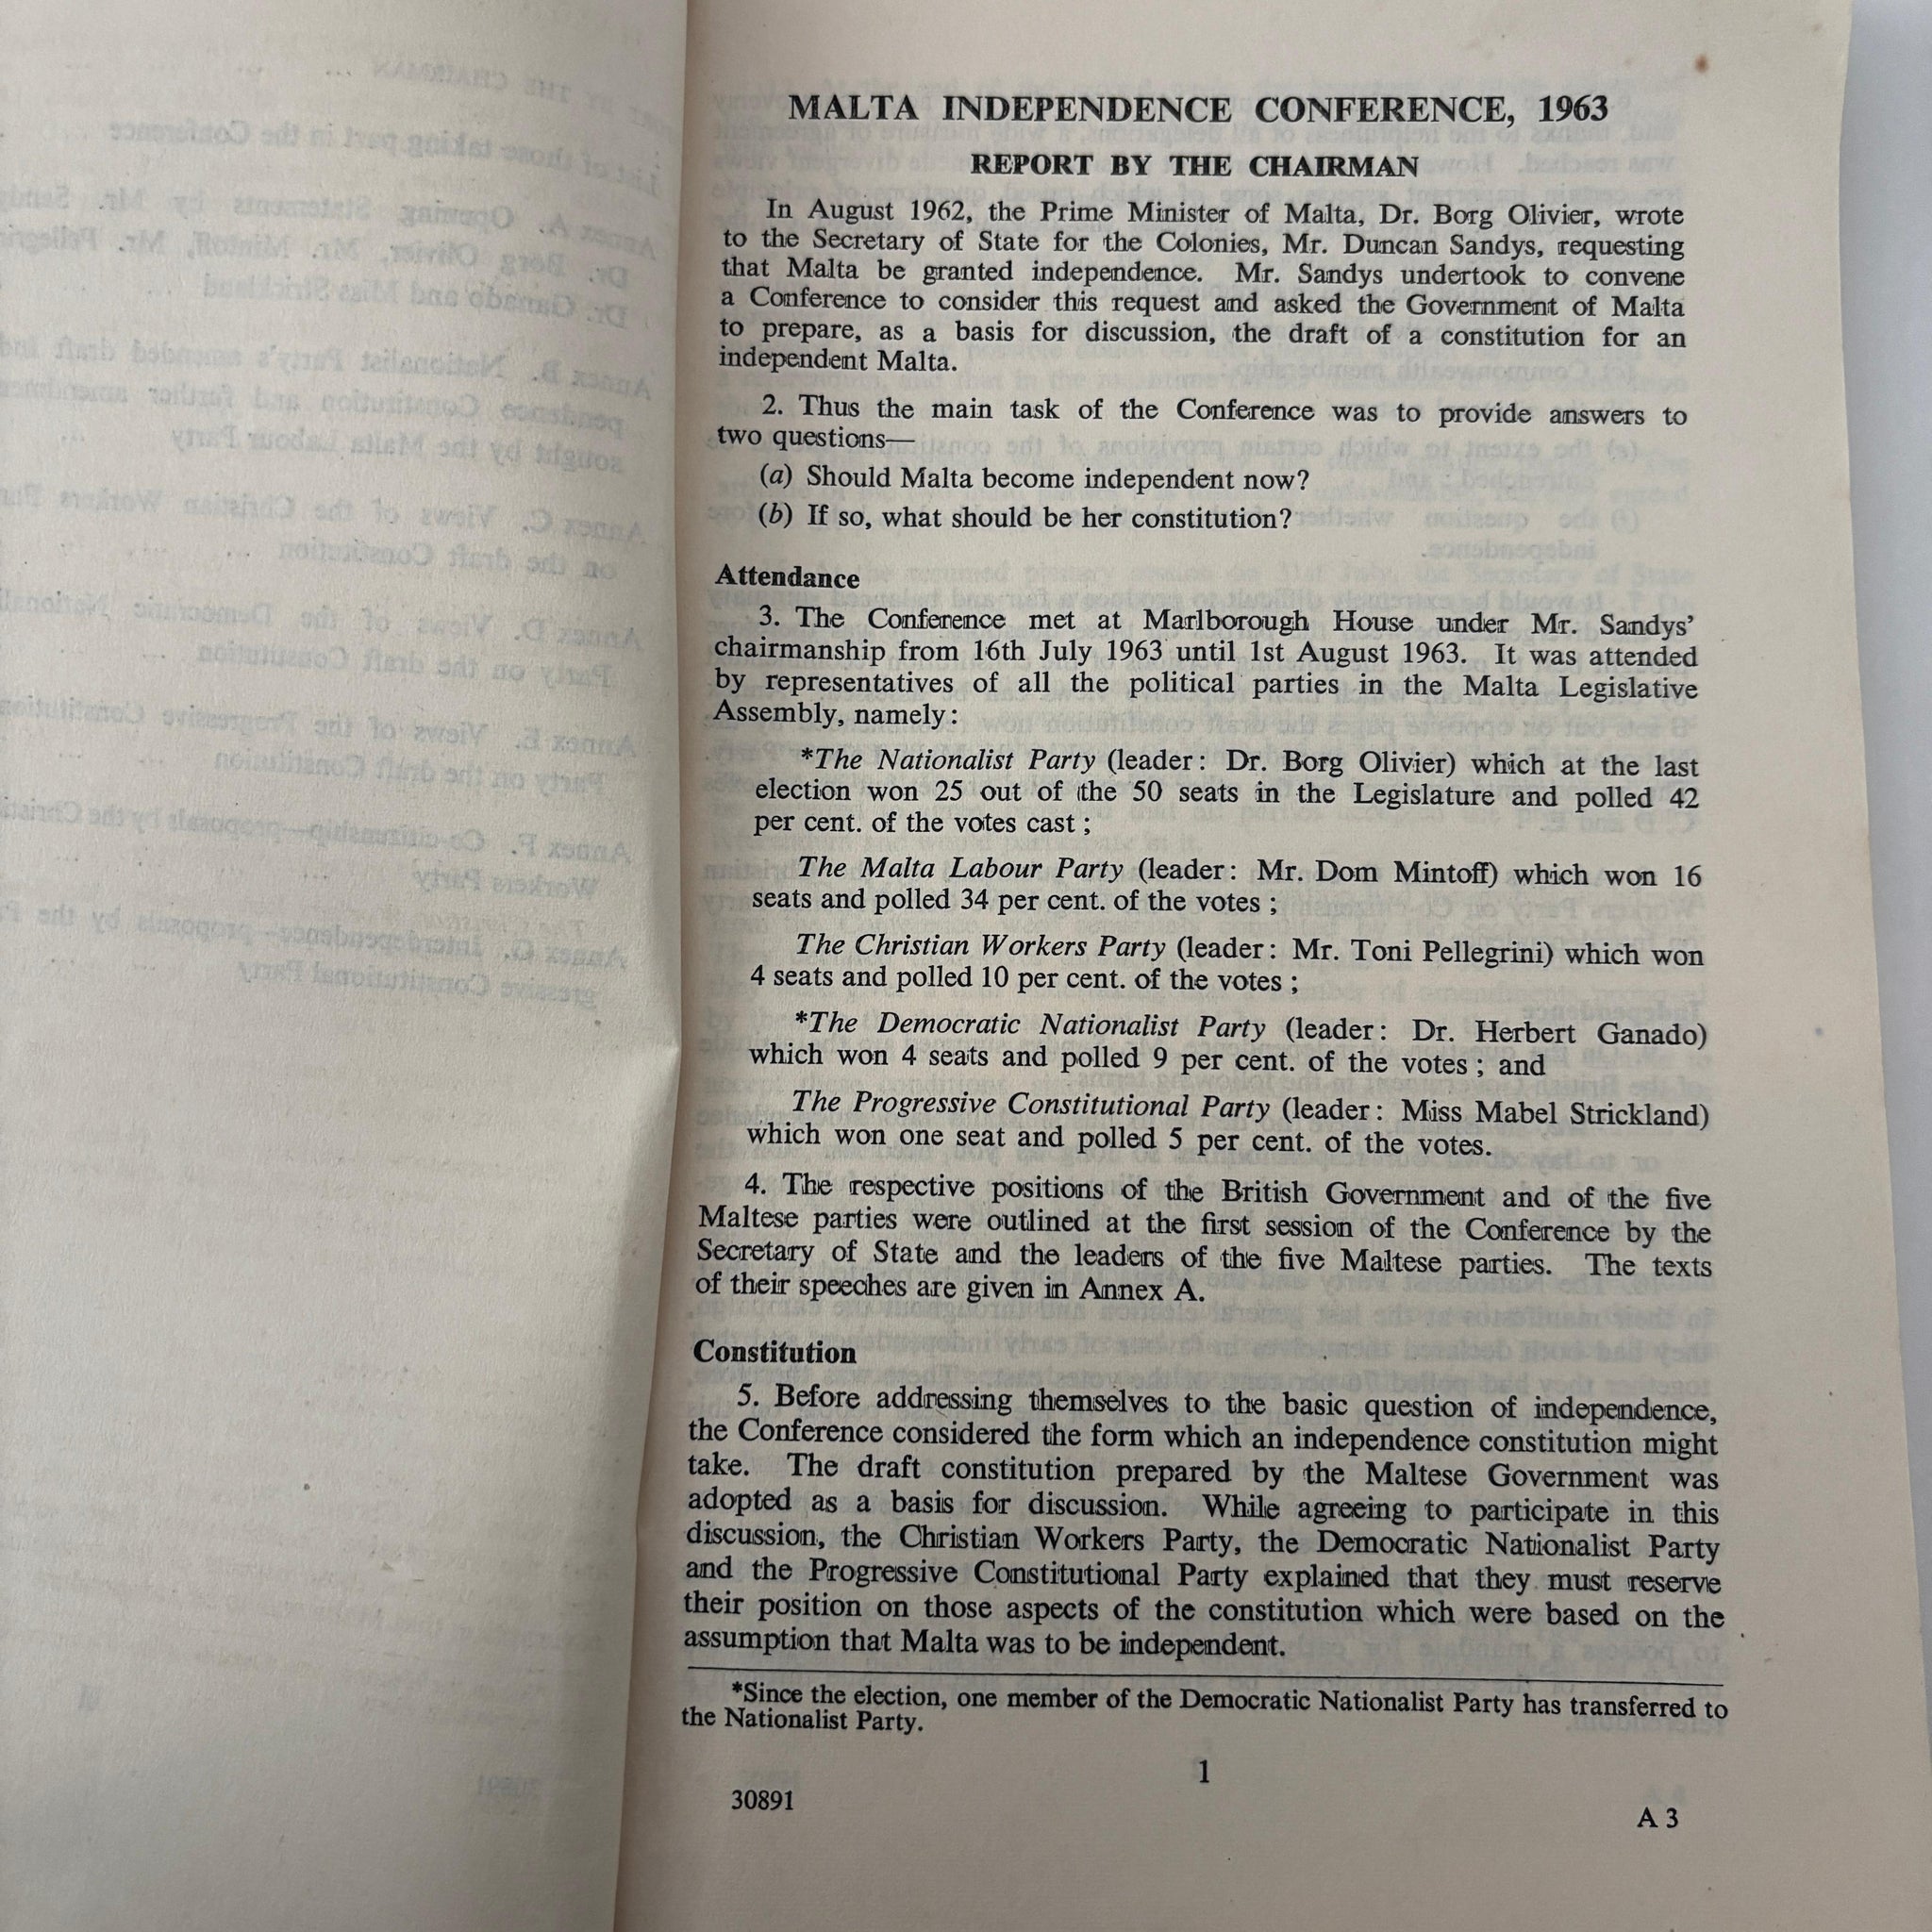 MALTA INDEPENDENCE CONFERENCE, 1963
REPORT BY THE CHAIRMAN
In August 1962, the Prime Minister of Malta, Dr. Borg Olivier, wrote
to the Secretary of State for the Colonies, Mr. Duncan Sandys, requesting
that Malta be granted independence. Mr. Sandys undertook to convene
a Conference to consider this request and asked the Government of Malta
to prepare, as a basis for discussion, the draft of a constitution for an
independent Malta.
2. Thus the main task of the Conference was to provide answers to
two questions—
(a) Should Malta become independent now?
(b) If so, what should be her constitution?
Attendance
3. The Conference met at Marlborough House under Mr. Sandys'
chairmanship from 16th July 1963 until 1st August 1963. It was attended
by representatives of all the political parties in the Malta Legislative
Assembly, namely:
*The Nationalist Party (leader: Dr. Borg Olivier) which at the last
election won 25 out of the 50 seats in the Legislature and polled 42
per cent. of the votes cast;
The Malta Labour Party (leader: Mr. Dom Mintoff) which won 16
seats and polled 34 per cent. of the votes;
The Christian Workers Party (leader: Mr. Toni Pellegrini) which won
4 seats and polled 10 per cent. of the votes;
*The Democratic Nationalist Party (leader: Dr. Herbert Ganado)
which won 4 seats and polled 9 per cent. of the votes; and
The Progressive Constitutional Party (leader: Miss Mabel Strickland)
which won one seat and polled 5 per cent. of the votes.
4. The respective positions of the British Government and of the five
Maltese parties were outlined at the first session of the Conference by the
Secretary of State and the leaders of the five Maltese parties. The texts
of their speeches are given in Annex A.
Constitution
5. Before addressing themselves to the basic question of independence,
the Conference considered the form which an independence constitution might
take. The draft constitution prepared by the Maltese Government was
adopted as a basis for discussion. While agreeing to participate in this
discussion, the Christian Workers Party, the Democratic Nationalist Party
and the Progressive Constitutional Party explained that they must reserve
their position on those aspects of the constitution which were based on the
assumption that Malta was to be independent.
*Since the election, one member of the Democratic Nationalist Party has transferred to
the Nationalist Party.
1
30891
A 3